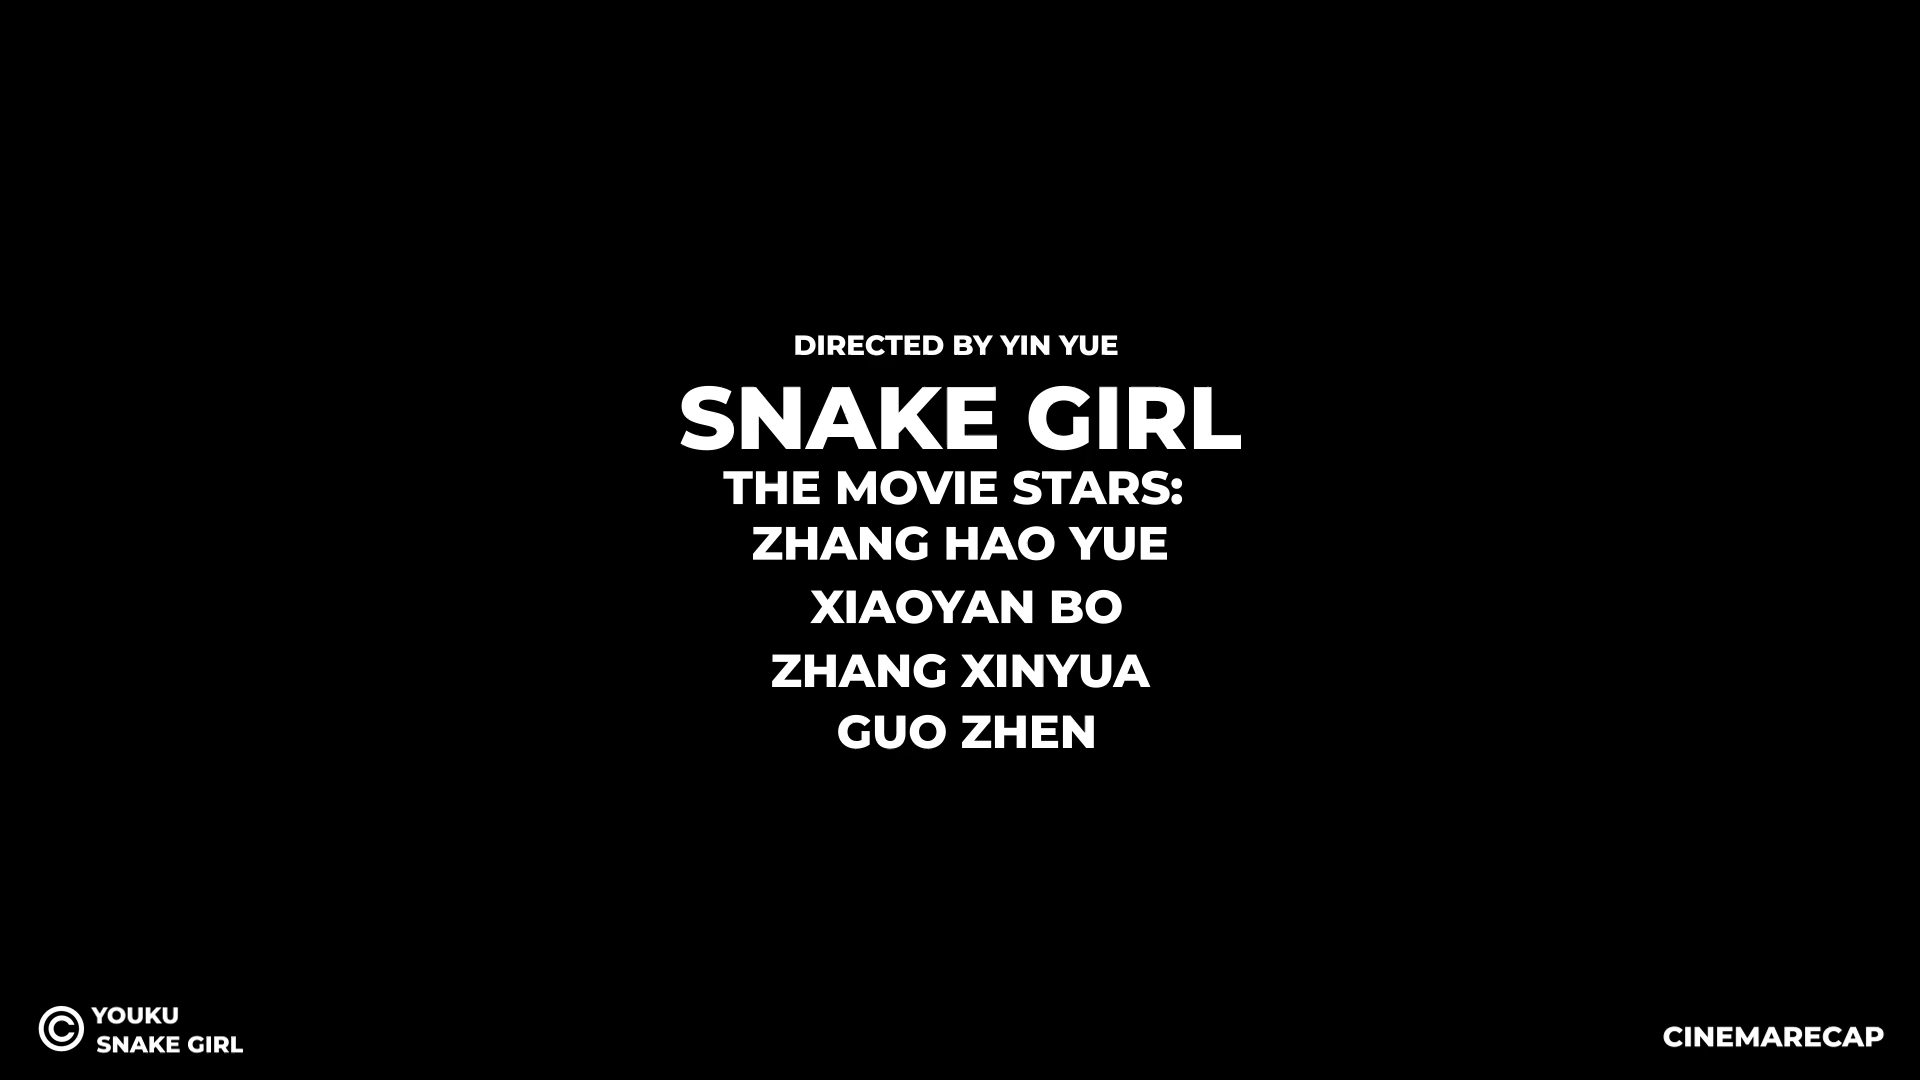 DIRECTED BY YIN YUE
SNAKE GIRL
THE MOVIE STARS:
ZHANG HAO YUE
XIAOYAN BO
ZHANG XINYUA
GUO ZHEN
© YOUKU
SNAKE GIRL
CINEMARECAP